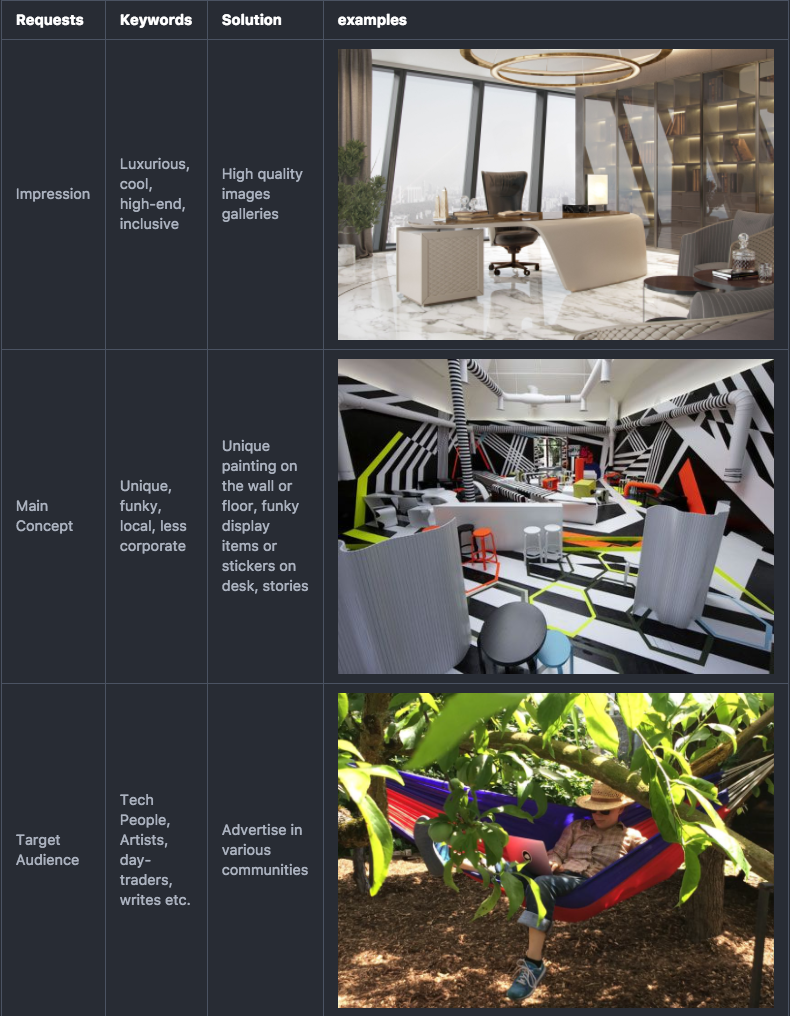 Requests Keywords Solution examples
Impression
Luxurious,
cool,
high-end,
inclusive
High quality
images
galleries
Main
Concept
Unique,
funky,
local, less
corporate
Unique
painting on
the wall or
floor, funky
display
items or
stickers on
desk, stories
Target
Audience
Tech
People,
Artists,
day-
traders,
writes etc.
Advertise in
various
communities